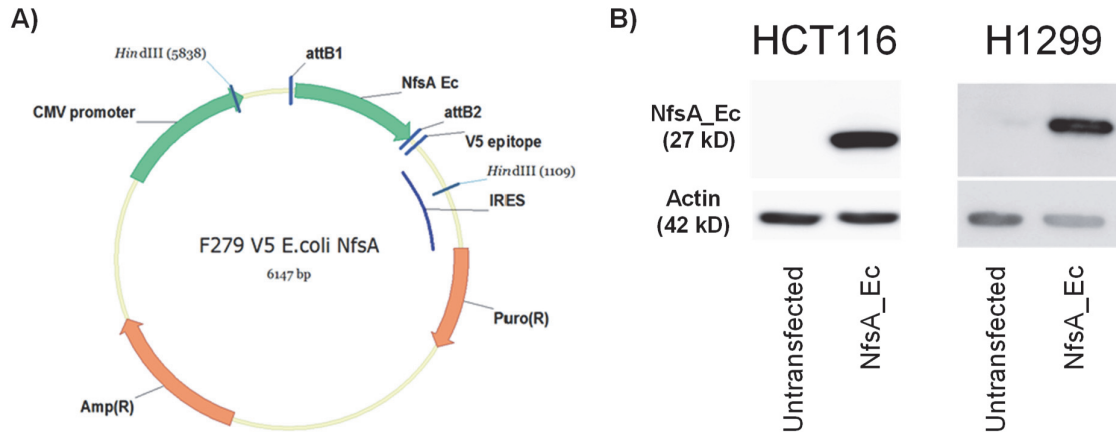 A)
HindIII (5838)
attB1
NfsA Ec
CMV promoter
attB2
V5 epitope
HindIII (1109)
IRES
F279 V5 E.coli NfsA
6147 bp
Puro(R)
Amp(R)
B)
HCT116
H1299
NfsA_Ec
(27 kD)
Actin
(42 kD)
Untransfected
NfsA_Ec
Untransfected
NfsA_Ec